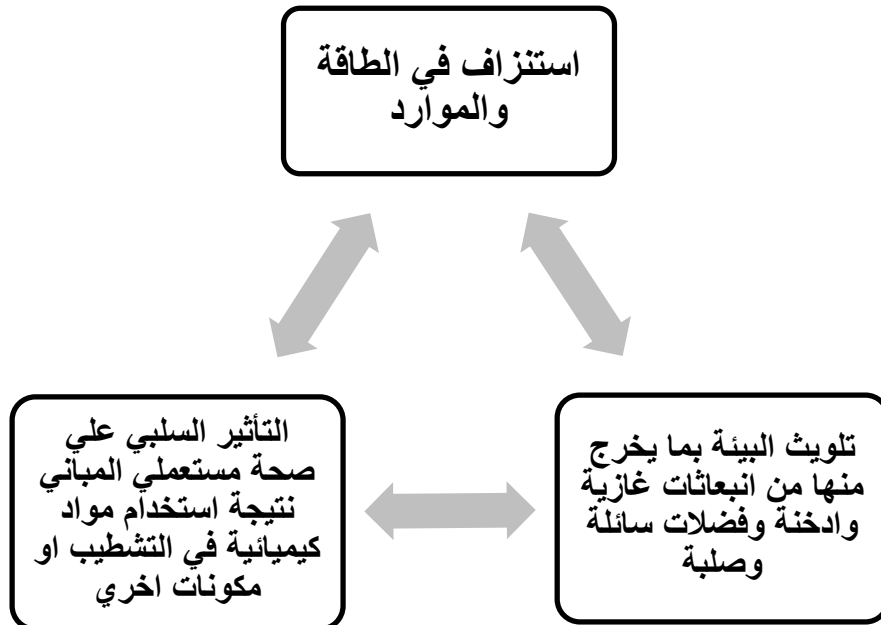 استنزاف في الطاقة
والموارد
تلويث البيئة بما يخرج
منها من انبعاثات غازية
وادخنة وفضلات سائلة
وصلبة
التأثير السلبي علي
صحة مستعملي المباني
نتيجة استخدام مواد
كيميائية في التشطيب او
مكونات اخري